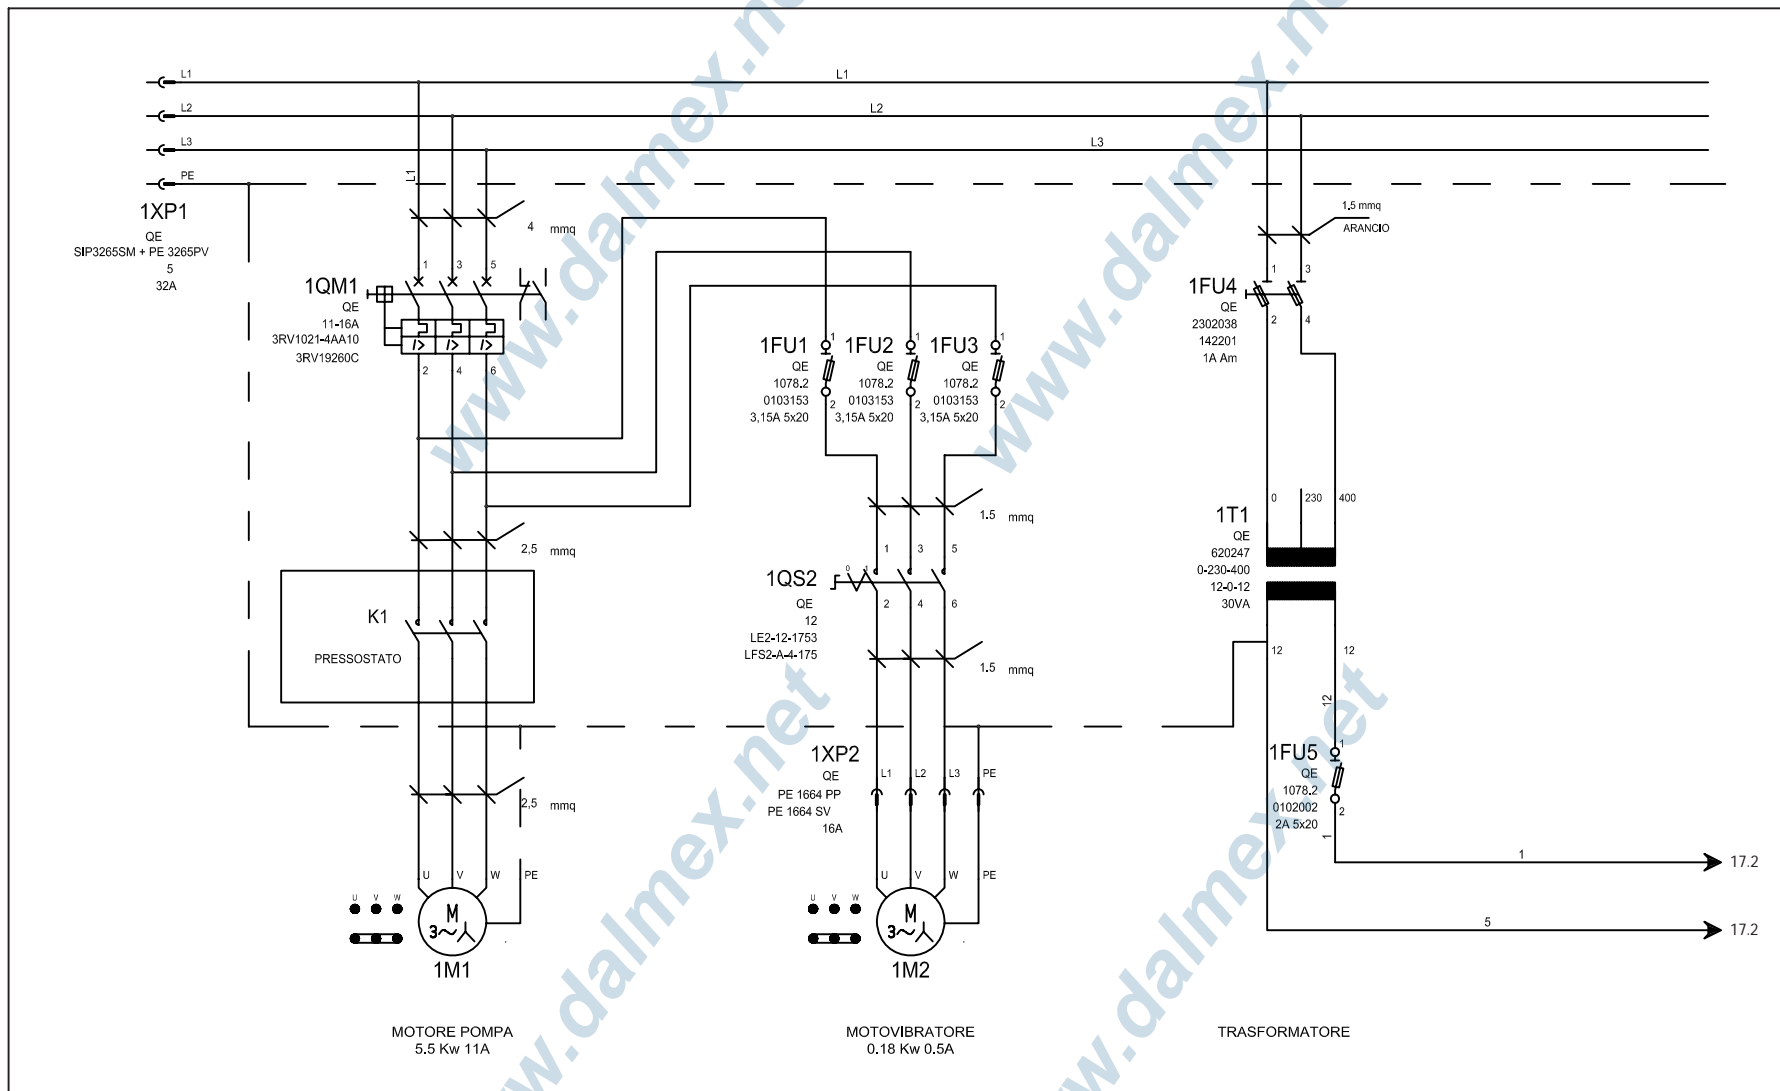 L1
L1
L2
L2
L3
L3
PE
L1
1XP1
QE
SIP3265SM + PE 3265PV
5
32A
4 mmq
1.5 mmq
ARANCIO
1 3 5
1QM1
QE
11-16A
3RV1021-4AA10
3RV19260C
I> I> I>
2 4 6
1FU1
QE
1078.2
0103153
3,15A 5x20
1
2
1FU2
QE
1078.2
0103153
3,15A 5x20
1
2
1FU3
QE
1078.2
0103153
3,15A 5x20
1
2
1 3
1FU4
QE
2302038
142201
1A Am
2 4
2,5 mmq
K1
PRESSOSTATO
1.5 mmq
1 3 5
1QS2
0 1
QE
12
LE2-12-1753
LFS2-A-4-175
2 4 6
1.5 mmq
0 230 400
1T1
QE
620247
0-230-400
12-0-12
30VA
12 12
12
2,5 mmq
1XP2
QE
PE 1664 PP
PE 1664 SV
16A
L1 L2 L3 PE
1FU5
QE
1078.2
0102002
2A 5x20
1
2
1
1
17.2
5
17.2
U V W PE
U V W
M
3~
1M1
U V W PE
U V W
M
3~
1M2
MOTORE POMPA
5.5 Kw 11A
MOTOVIBRATORE
0.18 Kw 0.5A
TRASFORMATORE
www.dalmex.net
www.dalmex.net
www.dalmex.net
www.dalmex.net